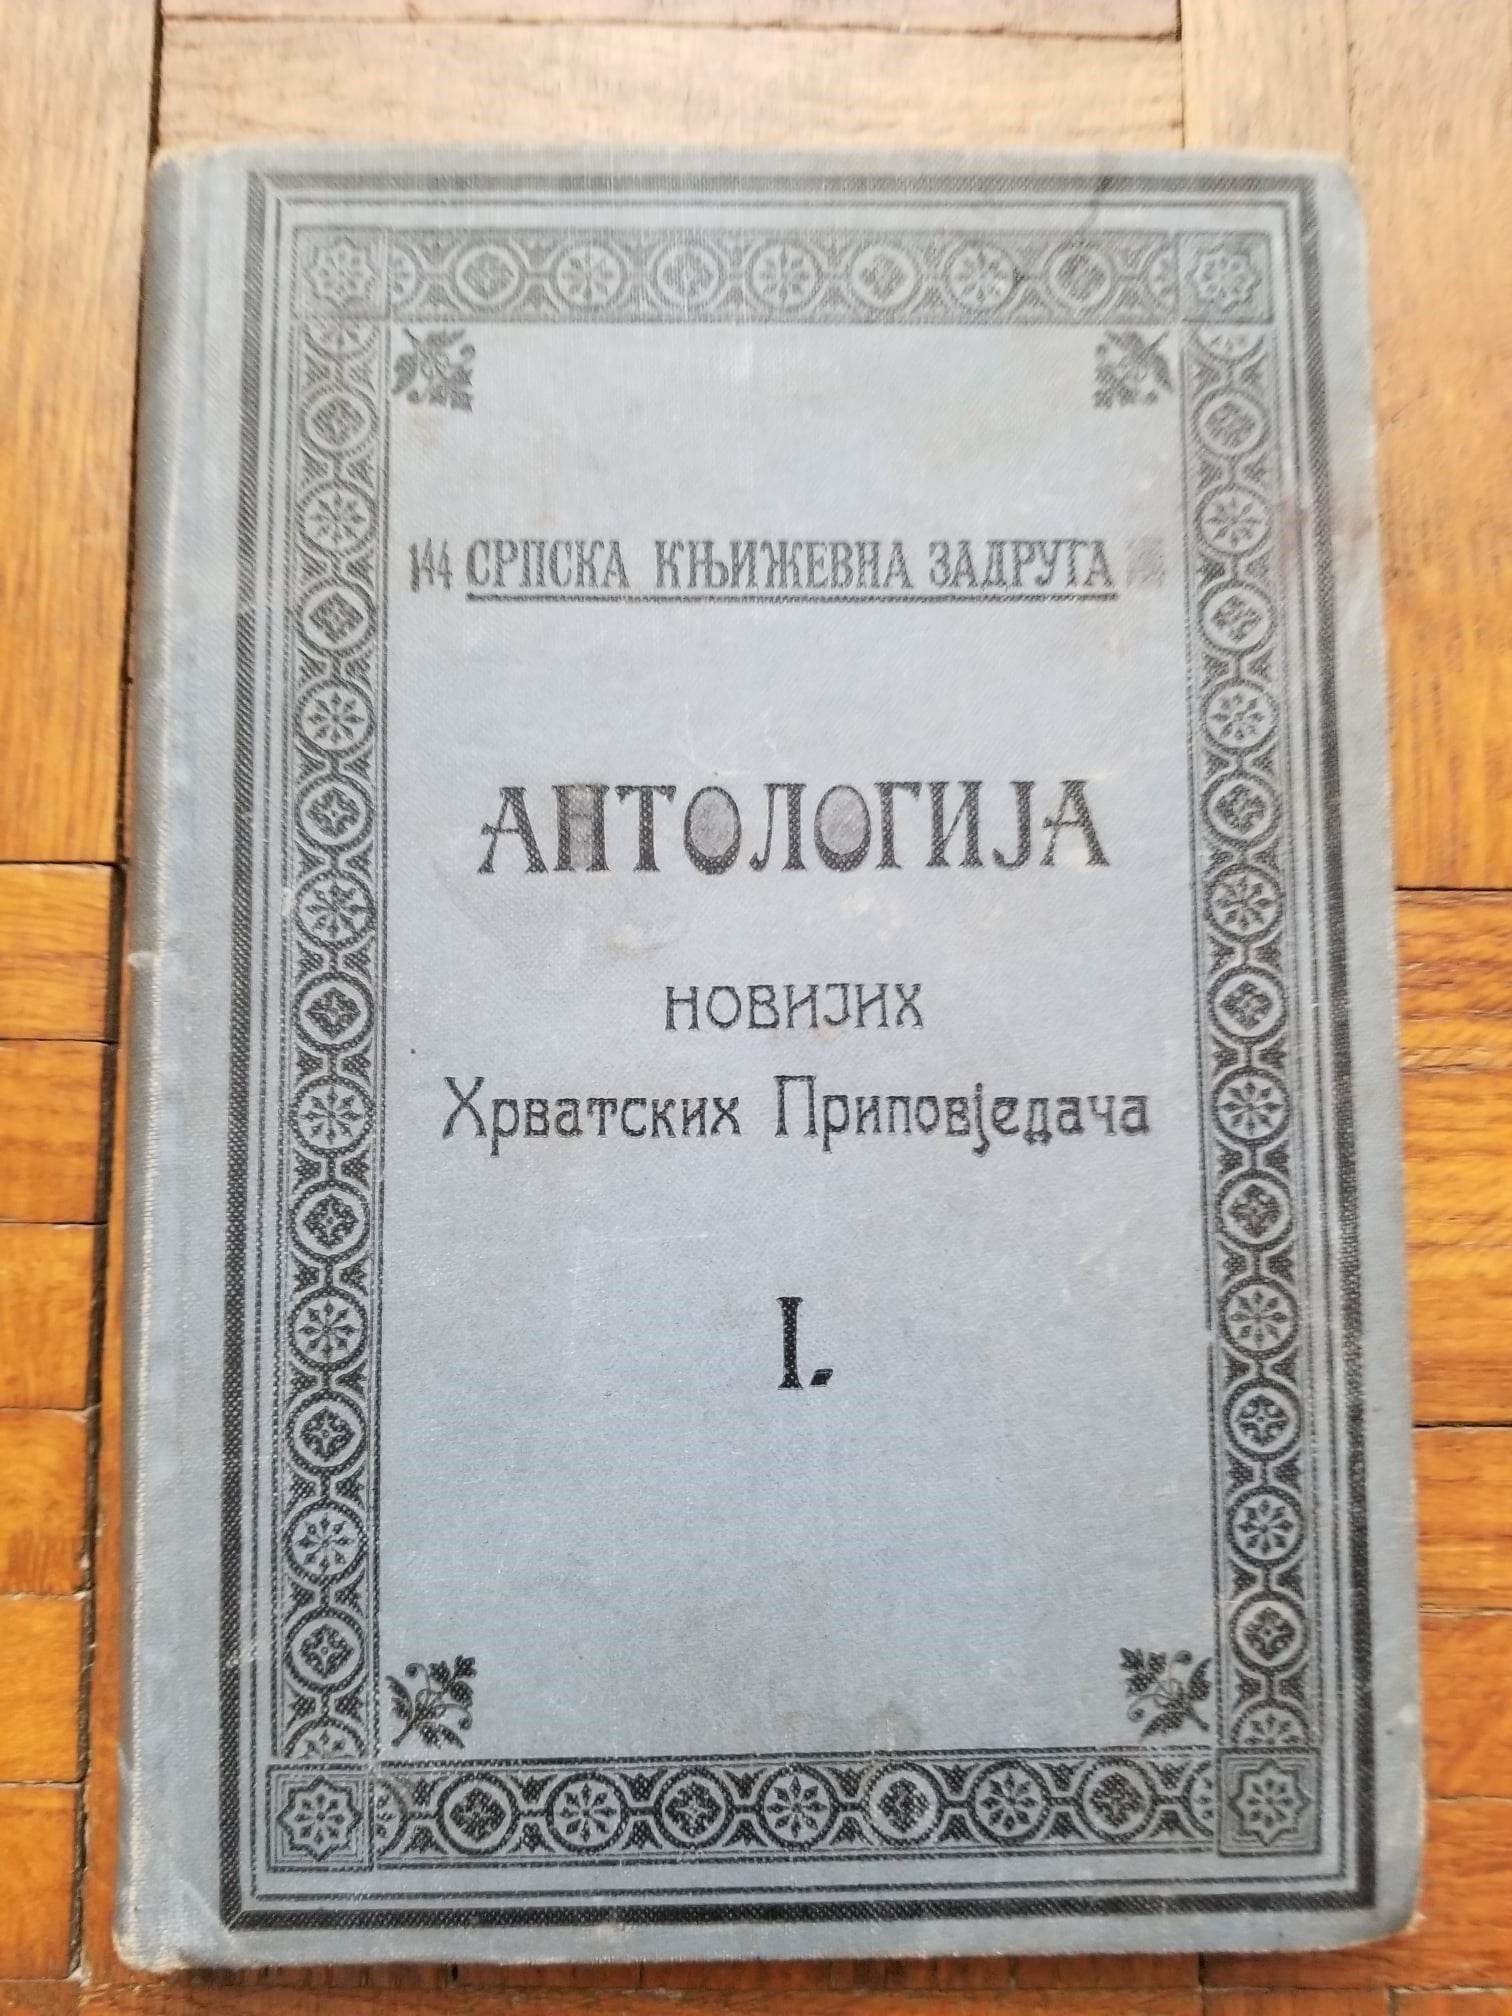 144 СРПСКА КЊИЖЕВНА ЗАДРУГА
АНТОЛОГИЈА
НОВИЈИХ
Хрватских Приповједача
I.